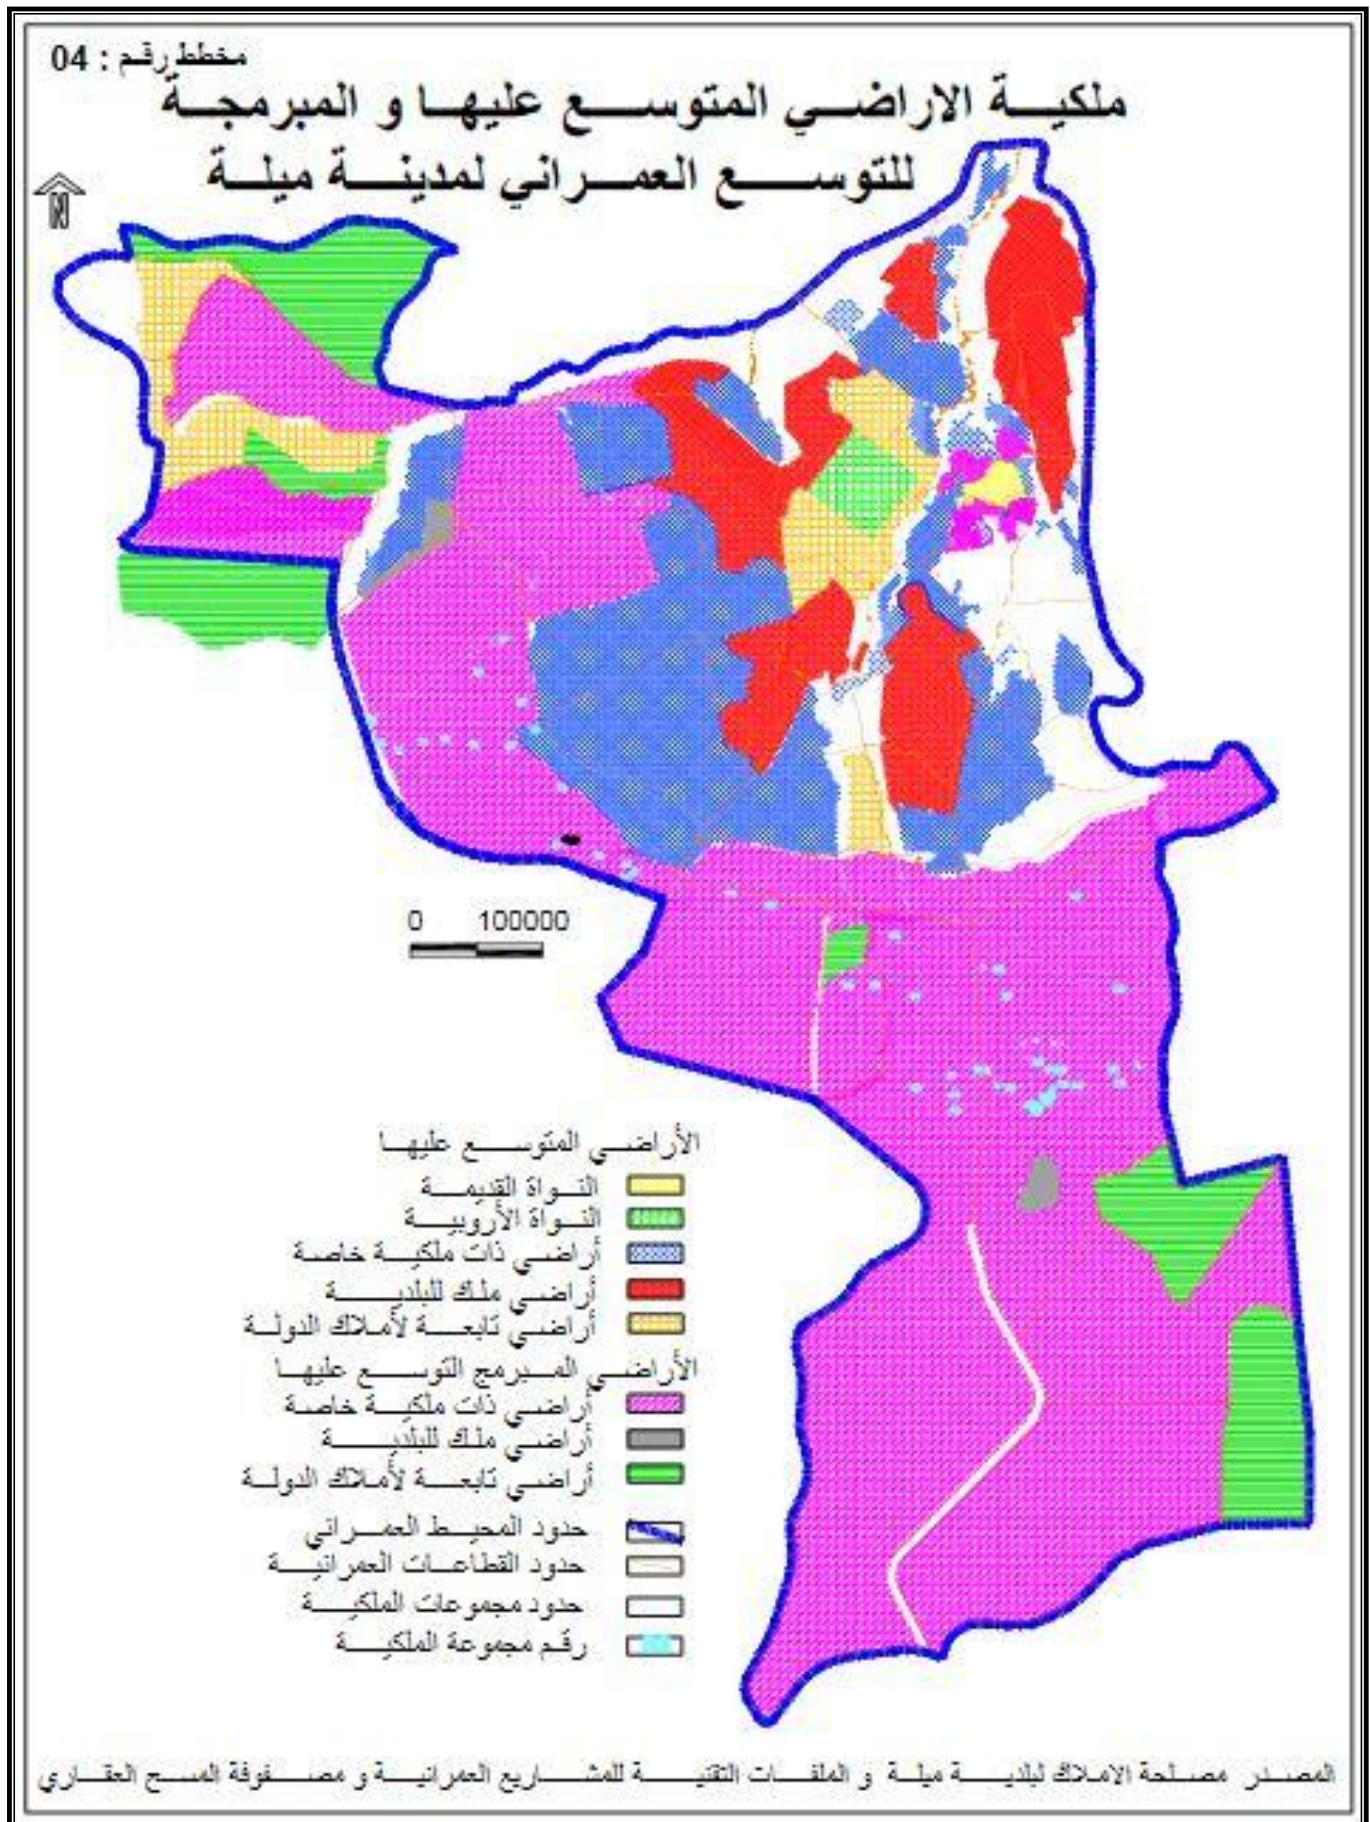 مخطط رقم : 04
ملكية الاراضي المتوسع عليها و المبرمجة
للتوسع العمراني لمدينة ميلة
N
0 100000
الأراضي المتوسع عليها
النواة القديمة
النواة الأروبية
أراضي ذات ملكية خاصة
أراضي ملك للبلدية
أراضي تابعة لأملاك الدولة
الأراضي المبرمج التوسع عليها
أراضي ذات ملكية خاصة
أراضي ملك للبلدية
أراضي تابعة لأملاك الدولة
حدود المحيط العمراني
حدود القطاعات العمرانية
حدود مجموعات الملكية
رقم مجموعة الملكية
المصدر مصلحة الاملاك لبلدية ميلة و الملفات التقنية للمشاريع العمرانية و مصفوفة المسح العقاري